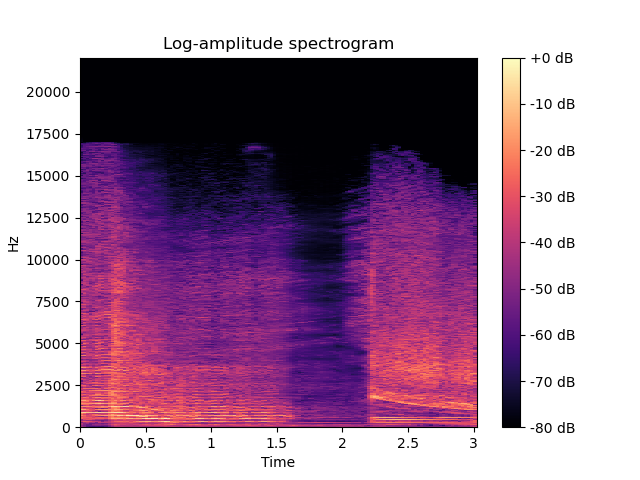 Log-amplitude spectrogram
Hz
20000
17500
15000
12500
10000
7500
5000
2500
0
0 0.5 1 1.5 2 2.5 3
Time
+0 dB
-10 dB
-20 dB
-30 dB
-40 dB
-50 dB
-60 dB
-70 dB
-80 dB